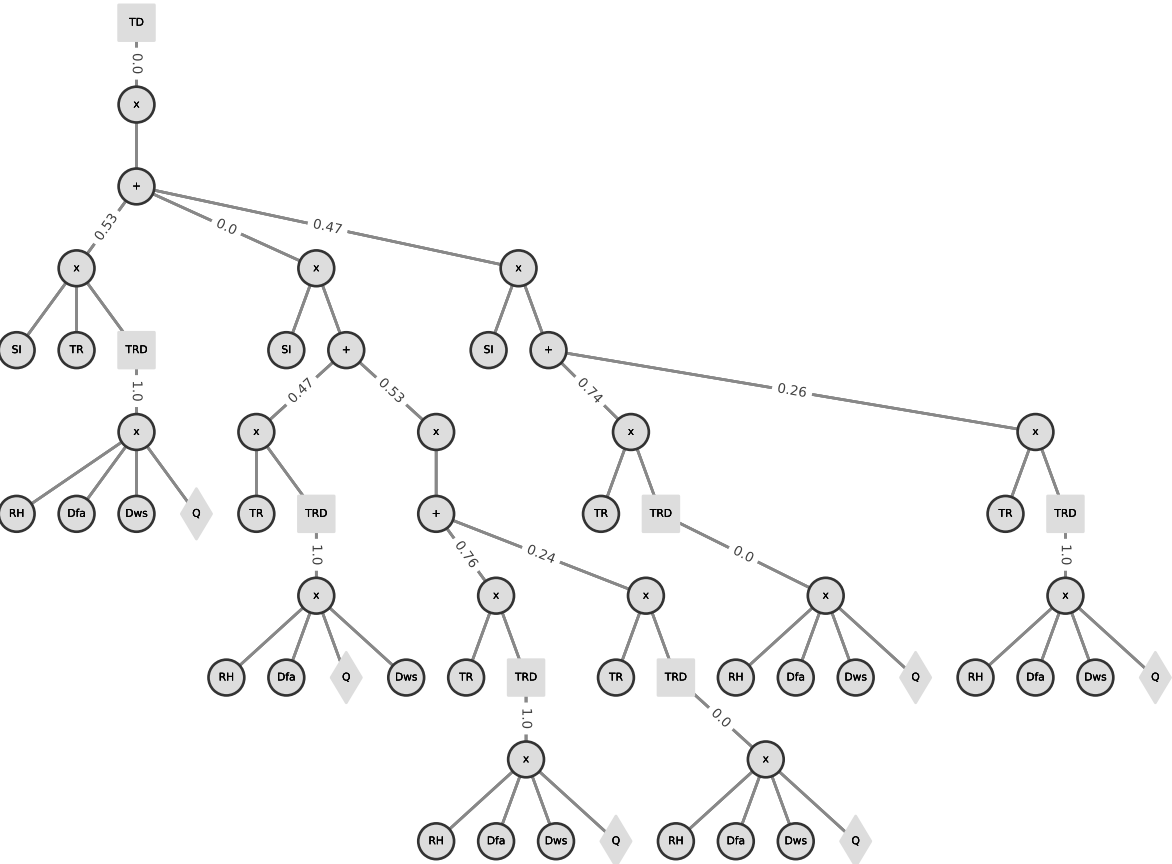 TD
0.0
x
+
0.53
0.0
0.47
x
x
x
SI
TR
TRD
SI
+
SI
+
1.0
0.47
0.53
0.74
0.26
x
x
x
x
x
RH
Dfa
Dws
Q
TR
TRD
+
TR
TRD
TR
TRD
1.0
0.76
0.24
0.0
1.0
x
x
x
x
x
RH
Dfa
Q
Dws
TR
TRD
TR
TRD
RH
Dfa
Dws
Q
RH
Dfa
Dws
Q
1.0
0.0
x
x
RH
Dfa
Dws
Q
RH
Dfa
Dws
Q